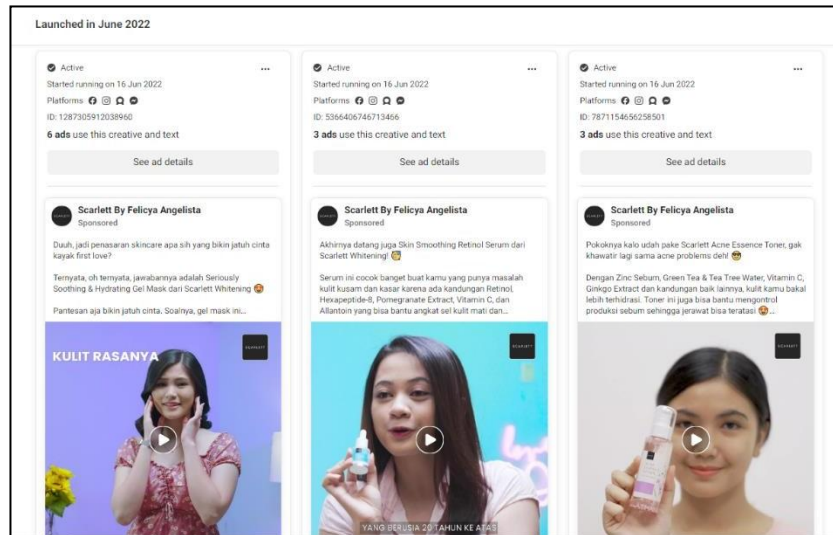 Launched in June 2022
Active
Started running on 16 Jun 2022
Platforms
ID: 1287305912038960
6 ads use this creative and text
See ad details
SCARLETT
Scarlett By Felicya Angelista
Sponsored
Duuh, jadi penasaran skincare apa sih yang bikin jatuh cinta
kayak first love?
Ternyata, oh ternyata, jawabannya adalah Seriously
Soothing & Hydrating Gel Mask dari Scarlett Whitening
Pantesan aja bikin jatuh cinta. Soalnya, gel mask ini...
KULIT RASANYA
SCARLETT
Active
Started running on 16 Jun 2022
Platforms
ID: 5366406746713466
3 ads use this creative and text
See ad details
SCARLETT
Scarlett By Felicya Angelista
Sponsored
Akhirnya datang juga Skin Smoothing Retinol Serum dari
Scarlett Whitening!
Serum ini cocok banget buat kamu yang punya masalah
kulit kusam dan kasar karena ada kandungan Retinol,
Hexapeptide-8, Pomegranate Extract, Vitamin C, dan
Allantoin yang bisa bantu angkat sel kulit mati dan...
SCARLETT
YANG BERUSIA 20 TAHUN KE ATAS
Active
Started running on 16 Jun 2022
Platforms
ID: 7871154656258501
3 ads use this creative and text
See ad details
SCARLETT
Scarlett By Felicya Angelista
Sponsored
Pokoknya kalo udah pake Scarlett Acne Essence Toner, gak
khawatir lagi sama acne problems deh!
Dengan Zinc Sebum, Green Tea & Tea Tree Water, Vitamin C,
Ginkgo Extract dan kandungan baik lainnya, kulit kamu bakal
lebih terhidrasi. Toner ini juga bisa bantu mengontrol
produksi sebum sehingga jerawat bisa teratasi ...
SCARLETT